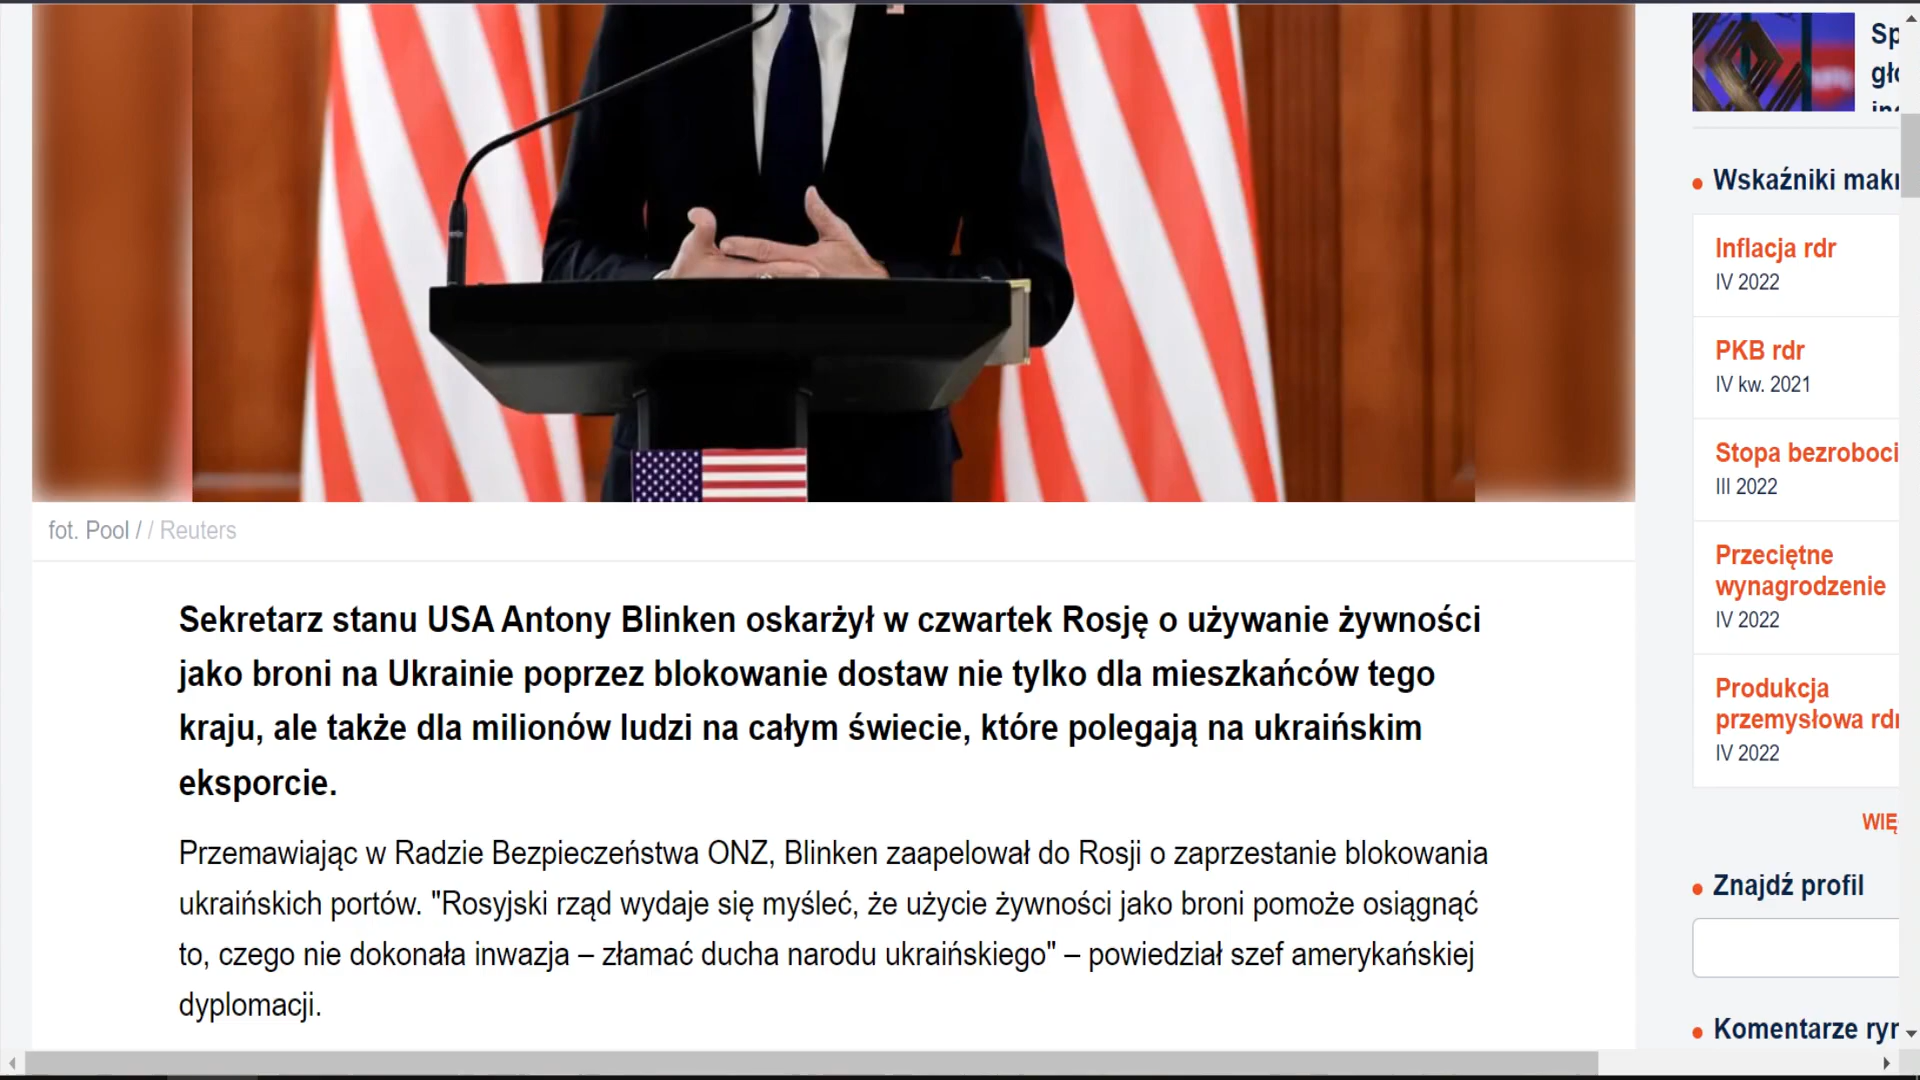 fot. Pool / / Reuters
Sekretarz stanu USA Antony Blinken oskarżył w czwartek Rosję o używanie żywności
jako broni na Ukrainie poprzez blokowanie dostaw nie tylko dla mieszkańców tego
kraju, ale także dla milionów ludzi na całym świecie, które polegają na ukraińskim
eksporcie.
Przemawiając w Radzie Bezpieczeństwa ONZ, Blinken zaapelował do Rosji o zaprzestanie blokowania
ukraińskich portów. "Rosyjski rząd wydaje się myśleć, że użycie żywności jako broni pomoże osiągnąć
to, czego nie dokonała inwazja – złamać ducha narodu ukraińskiego" – powiedział szef amerykańskiej
dyplomacji.
Wskaźniki
Inflacja rdr
IV 2022
PKB rdr
IV kw. 2021
Stopa
III 2022
Przeciętne
wynagrodzenie
IV 2022
Produkcja
przemysłowa
IV 2022
Znajdź profil
Komentarze